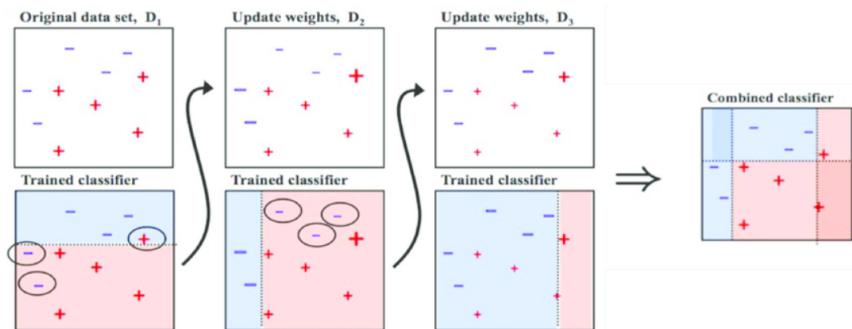 Original data set, D₁
Update weights, D₂
Update weights, D₃
Combined classifier
Trained classifier
Trained classifier
Trained classifier